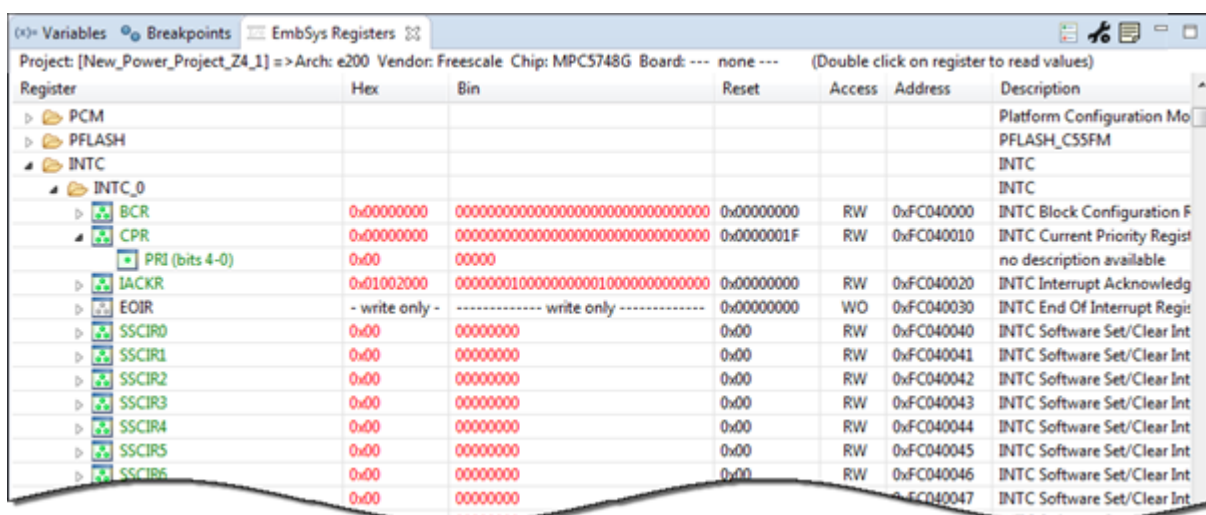 (x)= Variables Breakpoints EmbSys Registers
Project: [New_Power_Project_Z4_1] =>Arch: e200 Vendor: Freescale Chip: MPC5748G Board: --- none --- (Double click on register to read values)
Register Hex Bin Reset Access Address Description
PCM Platform Configuration Mo
PFLASH PFLASH_C55FM
INTC INTC
INTC_0 INTC
BCR 0x00000000 00000000000000000000000000000000 0x00000000 RW 0xFC040000 INTC Block Configuration R
CPR 0x00000000 00000000000000000000000000000000 0x0000001F RW 0xFC040010 INTC Current Priority Regist
PRI (bits 4-0) 0x00 00000 no description available
IACKR 0x01002000 00000001000000000010000000000000 0x00000000 RW 0xFC040020 INTC Interrupt Acknowledg
EOIR - write only - ------------- write only ------------- 0x00000000 WO 0xFC040030 INTC End Of Interrupt Regis
SSCIR0 0x00 00000000 0x00 RW 0xFC040040 INTC Software Set/Clear Int
SSCIR1 0x00 00000000 0x00 RW 0xFC040041 INTC Software Set/Clear Int
SSCIR2 0x00 00000000 0x00 RW 0xFC040042 INTC Software Set/Clear Int
SSCIR3 0x00 00000000 0x00 RW 0xFC040043 INTC Software Set/Clear Int
SSCIR4 0x00 00000000 0x00 RW 0xFC040044 INTC Software Set/Clear Int
SSCIR5 0x00 00000000 0x00 RW 0xFC040045 INTC Software Set/Clear Int
SSCIR6 0x00 00000000 0x00 RW 0xFC040046 INTC Software Set/Clear Int
0x00 00000000 0xFC040047 INTC Software Set/Clear Int